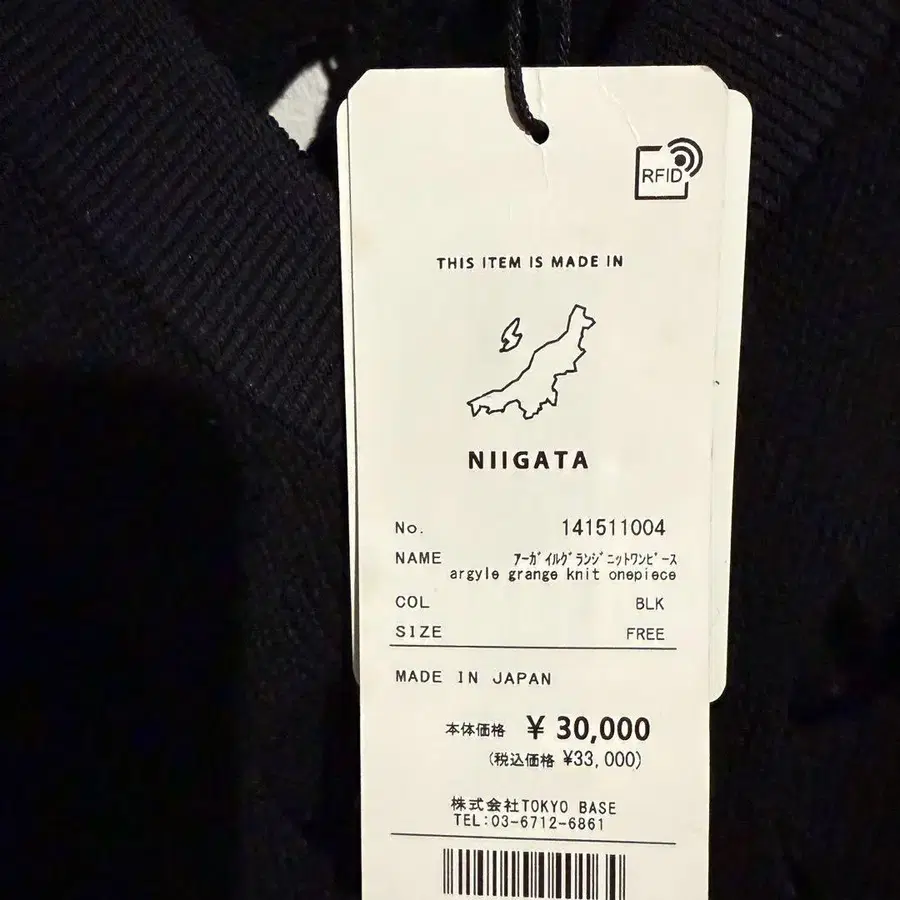 RFID
THIS ITEM IS MADE IN
NIIGATA
No. 141511004
NAME ｱｰｶﾞｲﾙｸﾞﾗﾝｼﾞﾆｯﾄﾜﾝﾋﾟｰｽ
argyle grange knit onepiece
COL BLK
SIZE FREE
MADE IN JAPAN
本体価格 ¥ 30,000
(税込価格 ¥33,000)
株式会社TOKYO BASE
TEL:03-6712-6861